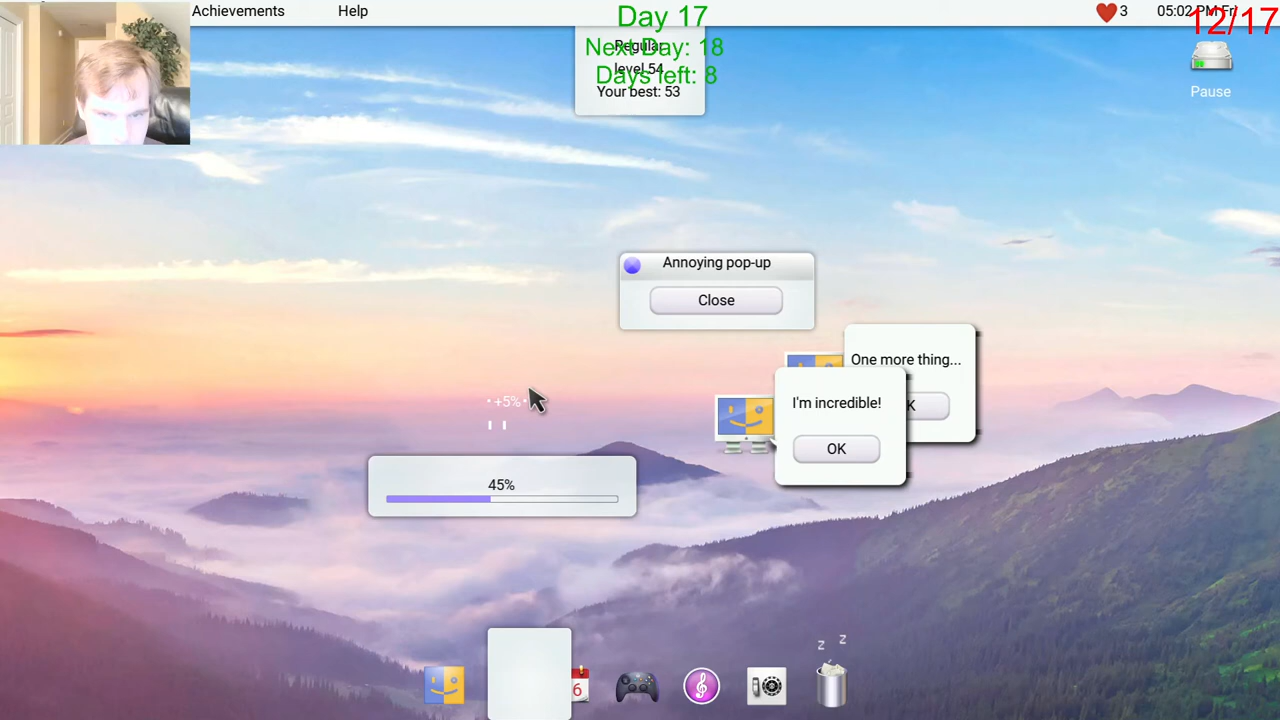 Achievements
Help
3
05:02 PM Fri
12/17
Day 17
Next Day: 18
Days left: 8
Regular
level 54
Your best: 53
Pause
Annoying pop-up
Close
One more thing...
K
I'm incredible!
OK
+5%
45%
6
z z